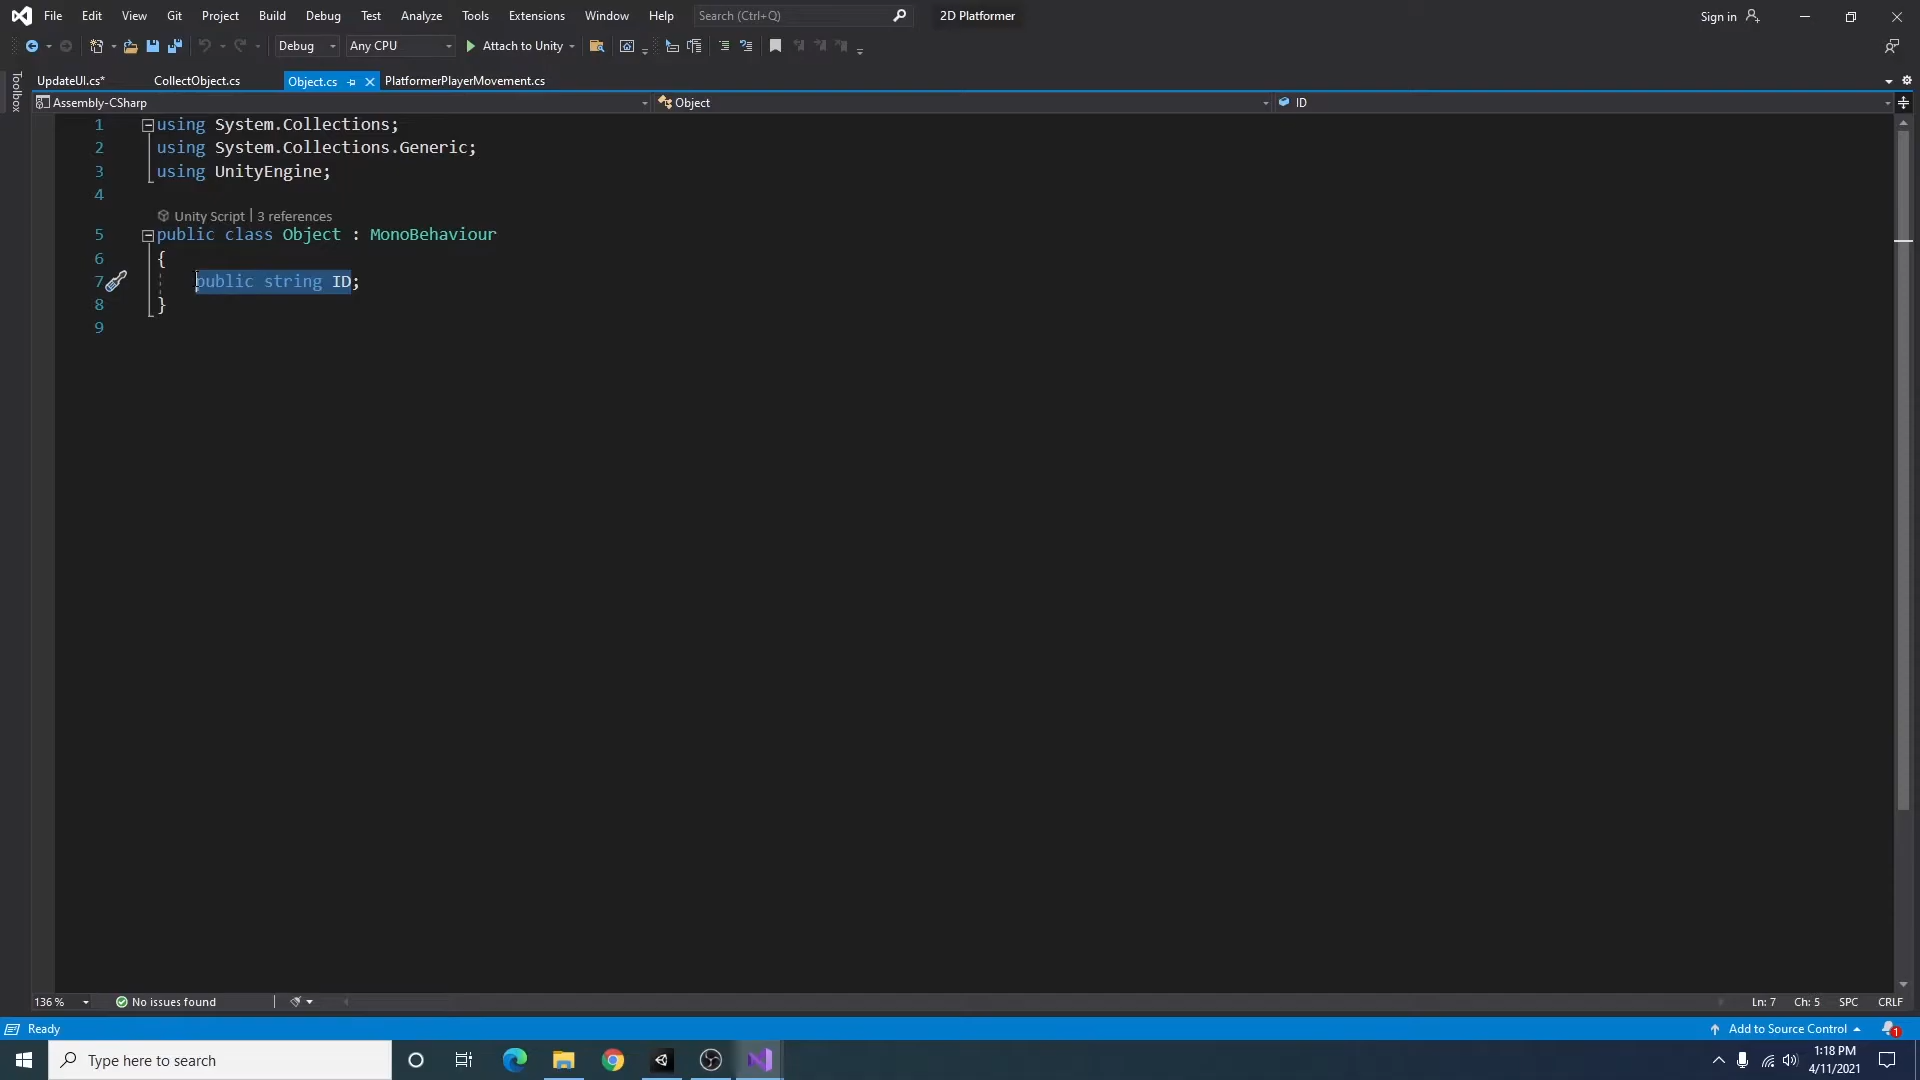 File Edit View Git Project Build Debug Test Analyze Tools Extensions Window Help Search (Ctrl+Q) 2D Platformer Sign in
Debug Any CPU Attach to Unity
Toolbox
UpdateUI.cs* CollectObject.cs Object.cs PlatformerPlayerMovement.cs
Assembly-CSharp Object ID
1 using System.Collections;
2 using System.Collections.Generic;
3 using UnityEngine;
4
Unity Script | 3 references
5 public class Object : MonoBehaviour
6 {
7 public string ID;
8 }
9
136 % No issues found Ln: 7 Ch: 5 SPC CRLF
Ready Add to Source Control 1
Type here to search 1:18 PM
4/11/2021